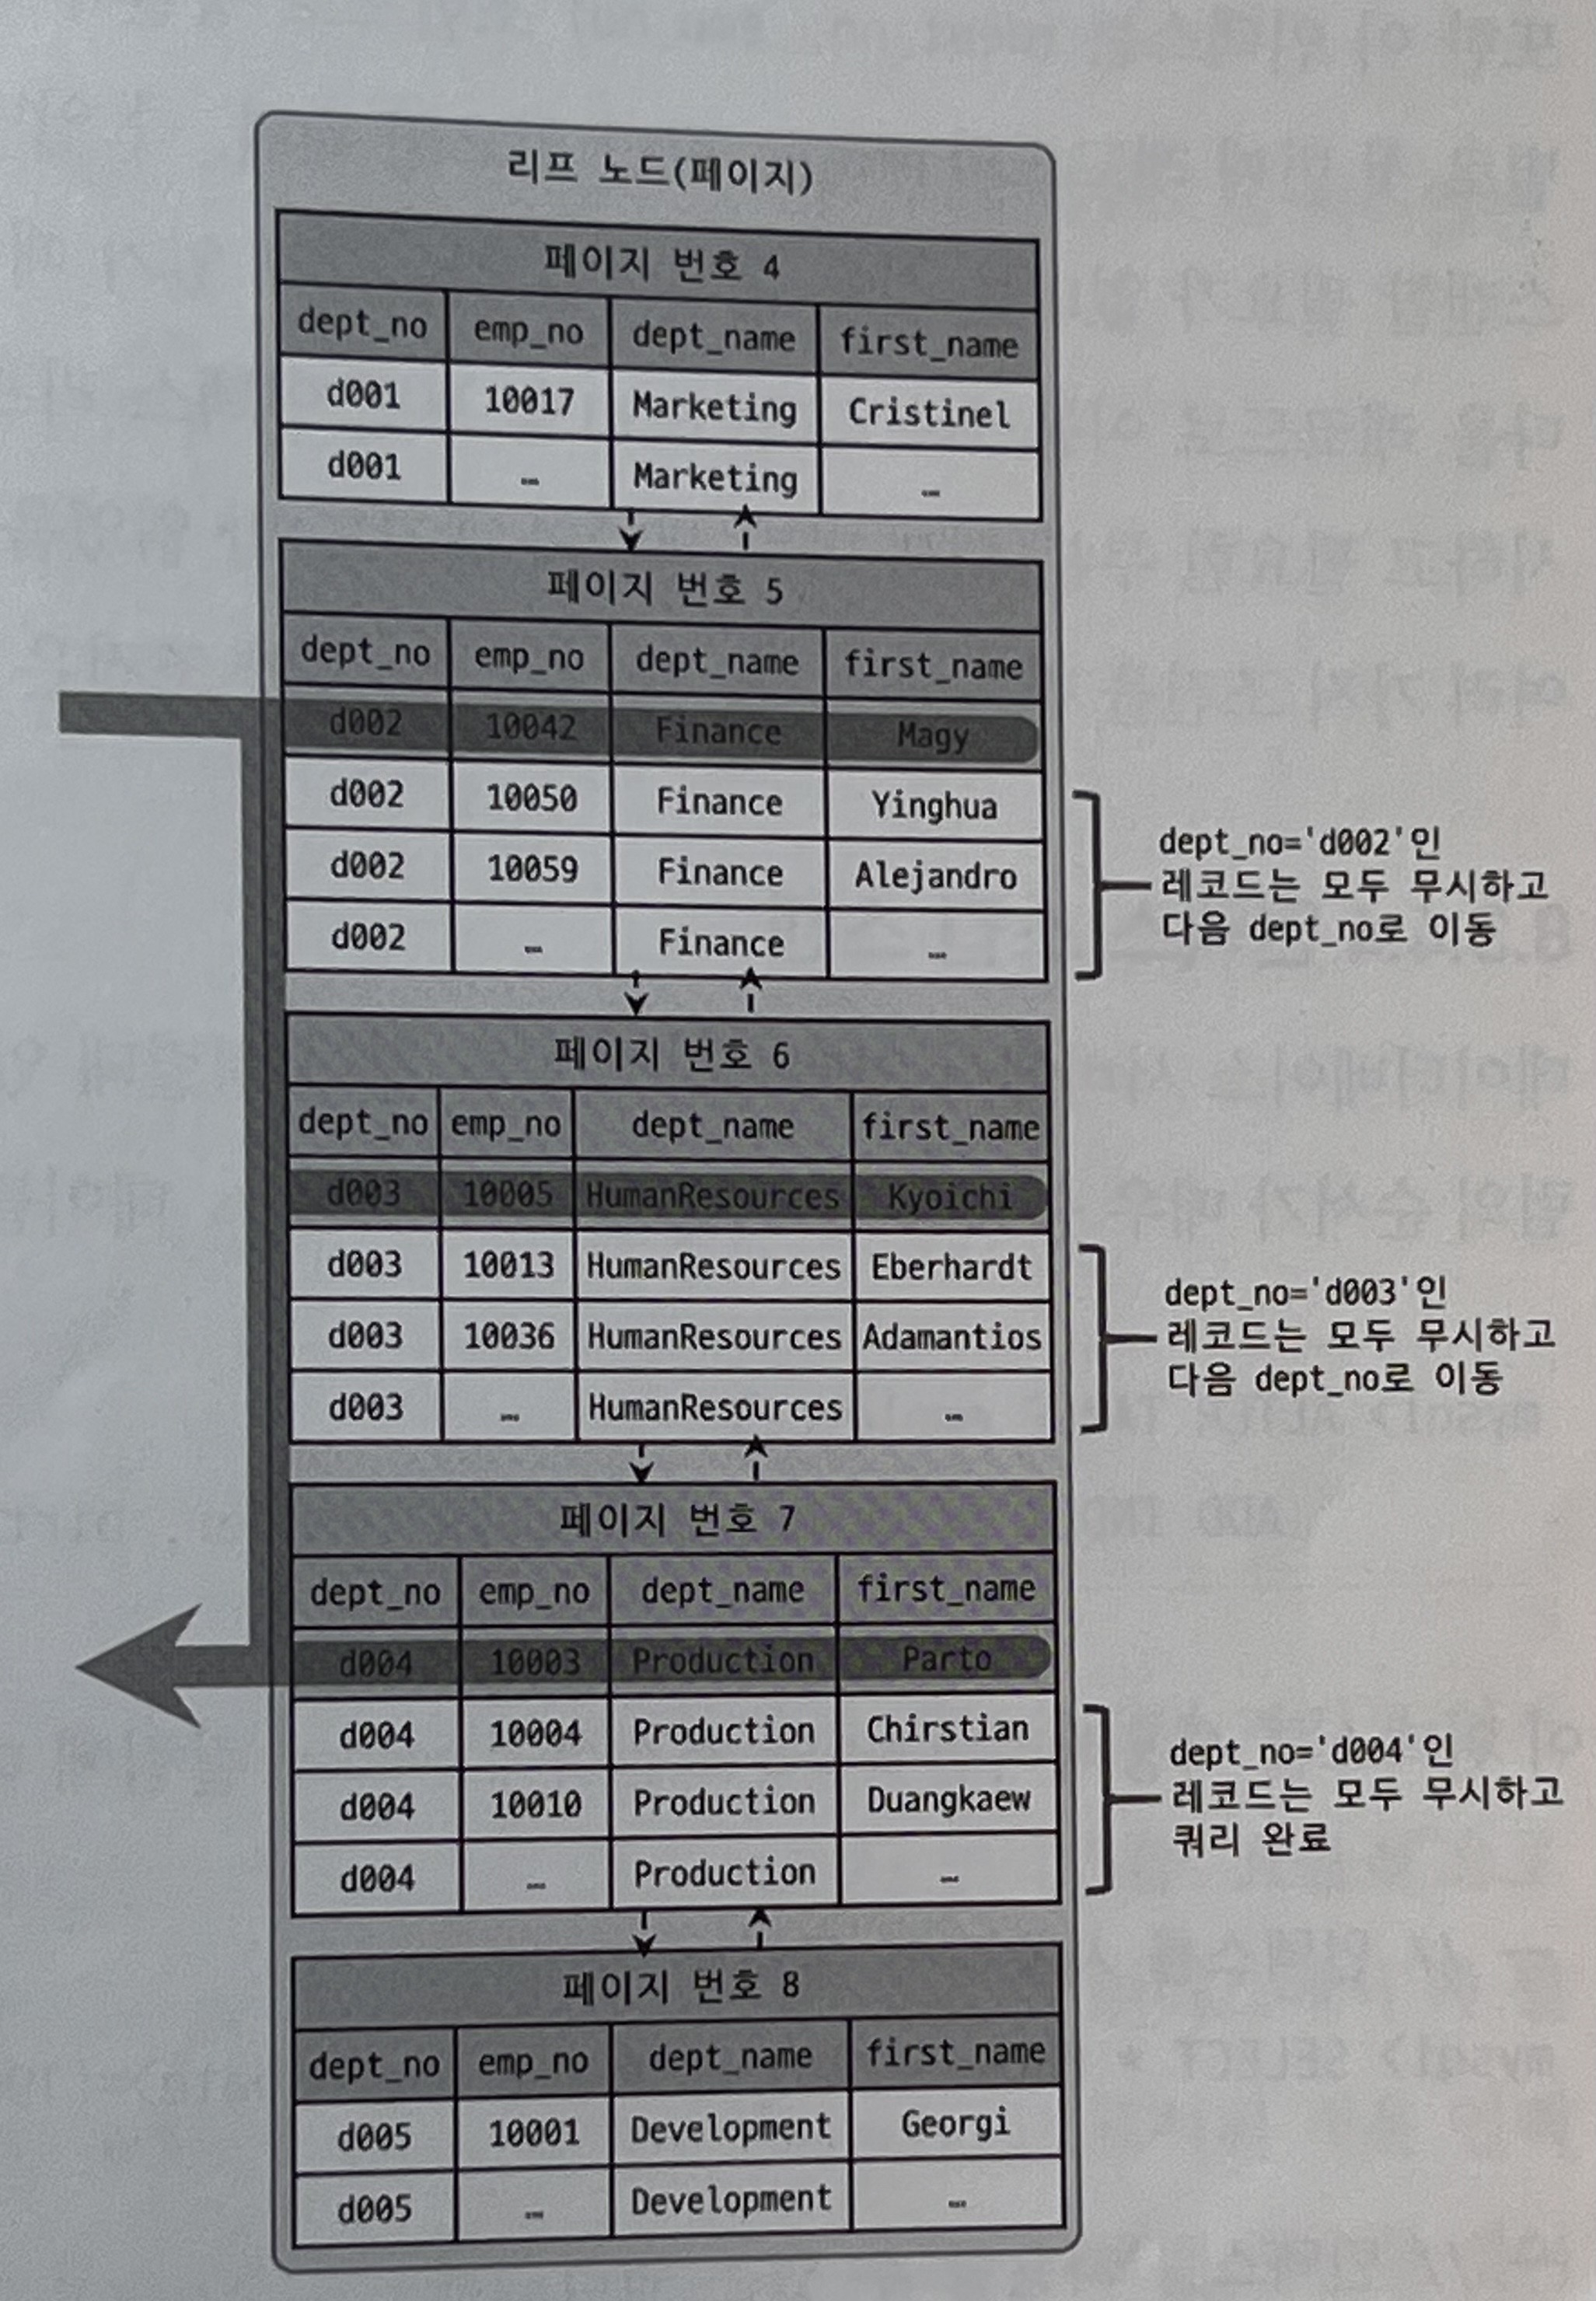 리프 노드(페이지)
페이지 번호 4
dept_no emp_no dept_name first_name
d001 10017 Marketing Cristinel
d001 … Marketing …
페이지 번호 5
dept_no emp_no dept_name first_name
d002 10042 Finance Magy
d002 10050 Finance Yinghua
d002 10059 Finance Alejandro
d002 … Finance …
dept_no='d002'인
레코드는 모두 무시하고
다음 dept_no로 이동
페이지 번호 6
dept_no emp_no dept_name first_name
d003 10005 HumanResources Kyoichi
d003 10013 HumanResources Eberhardt
d003 10036 HumanResources Adamantios
d003 … HumanResources …
dept_no='d003'인
레코드는 모두 무시하고
다음 dept_no로 이동
페이지 번호 7
dept_no emp_no dept_name first_name
d004 10003 Production Parto
d004 10004 Production Chirstian
d004 10010 Production Duangkaew
d004 … Production …
dept_no='d004'인
레코드는 모두 무시하고
쿼리 완료
페이지 번호 8
dept_no emp_no dept_name first_name
d005 10001 Development Georgi
d005 … Development …